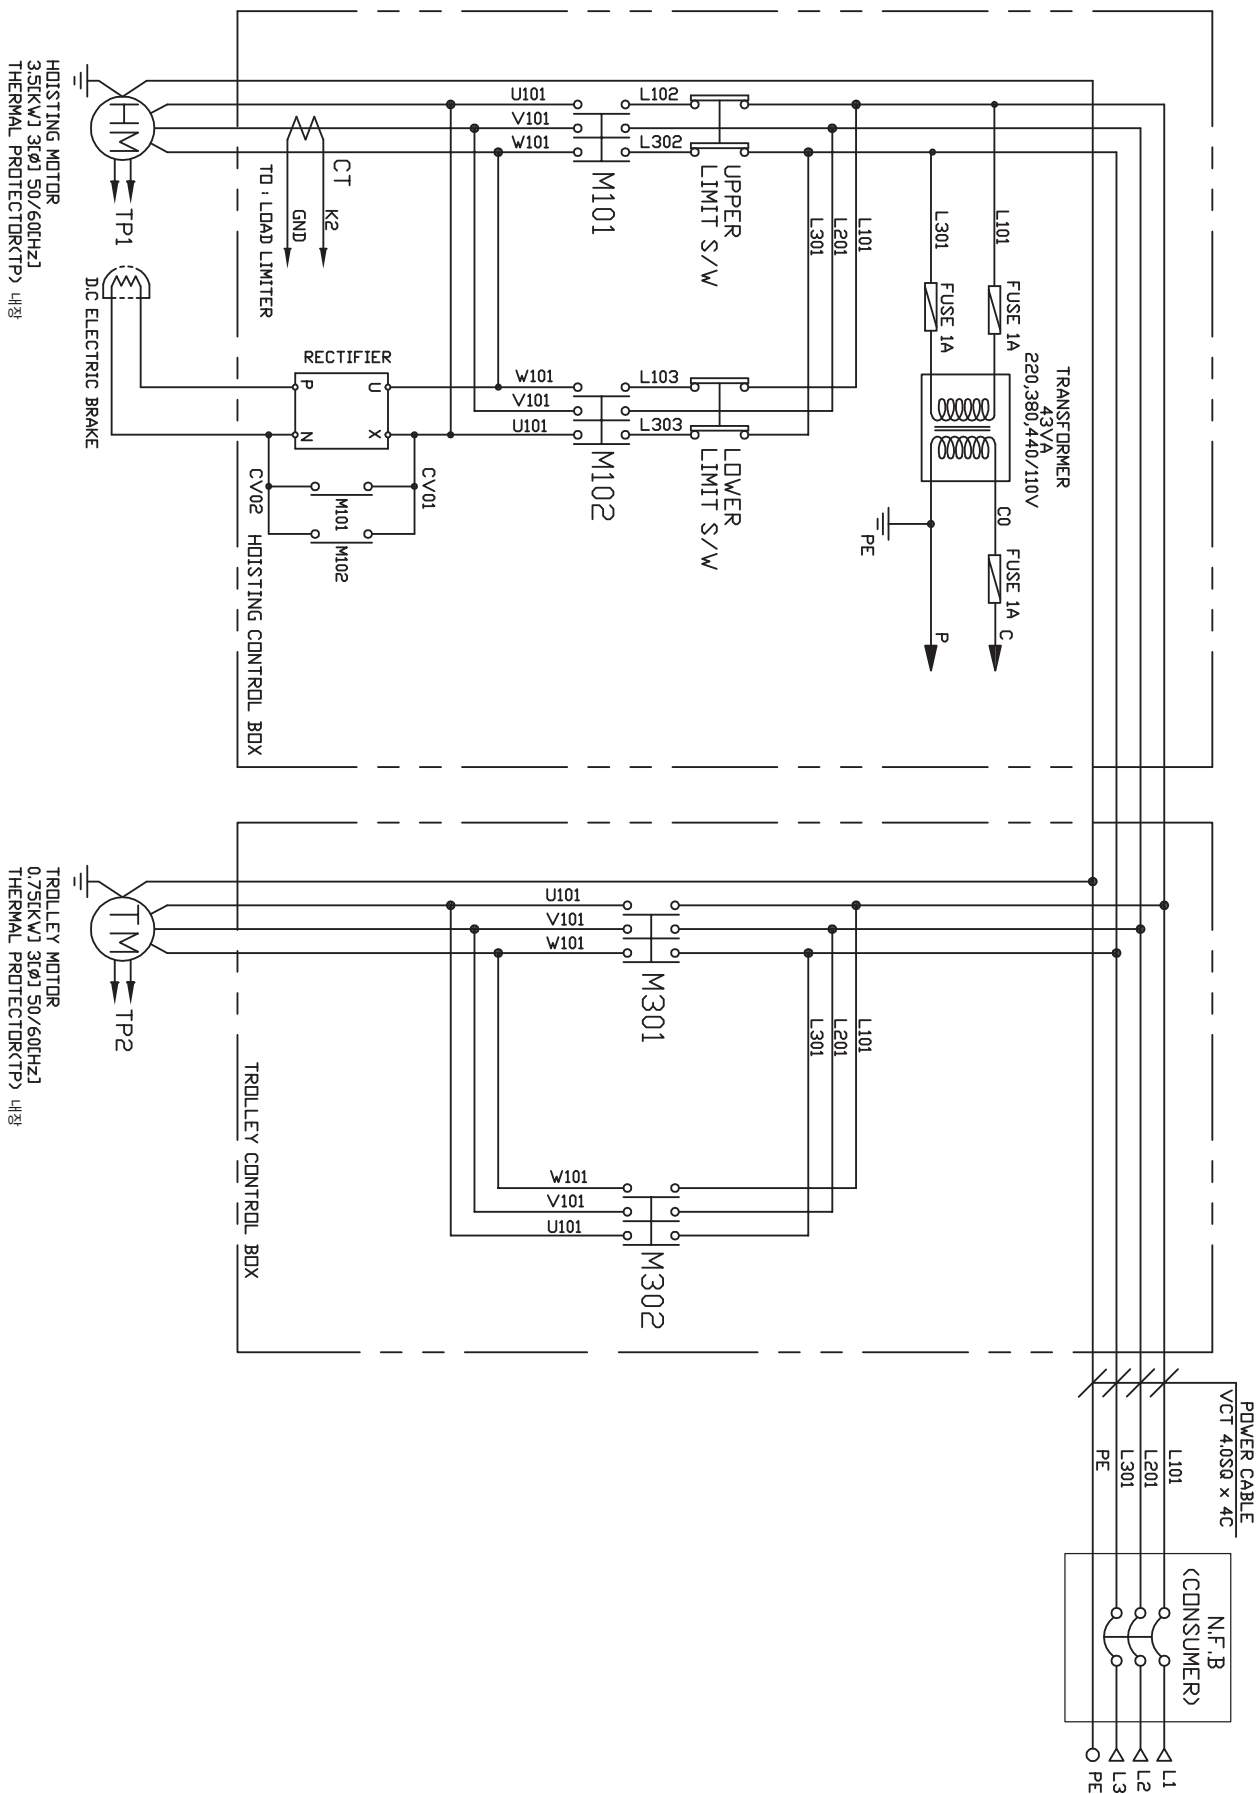 POWER CABLE
VCT 4.0SQ x 4C
N.F.B
(CONSUMER)
L1
L2
L3
PE
L101
L201
L301
PE
TRANSFORMER
43VA
220,380,440/110V
L101
FUSE 1A
C0
FUSE 1A
C
L301
FUSE 1A
P
PE
L101
L201
L301
UPPER
LIMIT S/W
LOWER
LIMIT S/W
L102
L302
L103
L303
M101
M102
U101
V101
W101
W101
V101
U101
CT
K2
GND
TO : LOAD LIMITER
RECTIFIER
U
X
P
N
CV01
CV02
M101
M102
HOISTING CONTROL BOX
TP1
D.C ELECTRIC BRAKE
HM
HOISTING MOTOR
3.5[KW] 3[Ø] 50/60[Hz]
THERMAL PROTECTOR(TP) 내장
L101
L201
L301
M301
M302
U101
V101
W101
W101
V101
U101
TROLLEY CONTROL BOX
TP2
TM
TROLLEY MOTOR
0.75[KW] 3[Ø] 50/60[Hz]
THERMAL PROTECTOR(TP) 내장